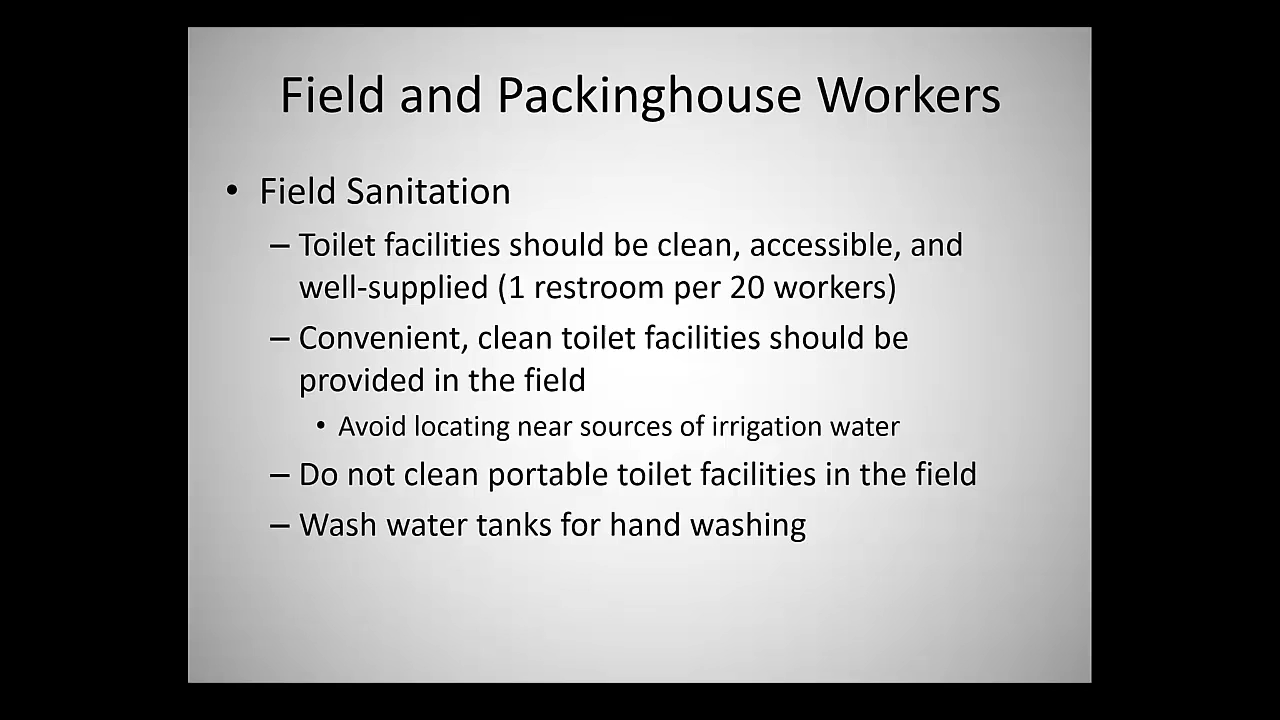 Field and Packinghouse Workers
• Field Sanitation
– Toilet facilities should be clean, accessible, and
well-supplied (1 restroom per 20 workers)
– Convenient, clean toilet facilities should be
provided in the field
• Avoid locating near sources of irrigation water
– Do not clean portable toilet facilities in the field
– Wash water tanks for hand washing